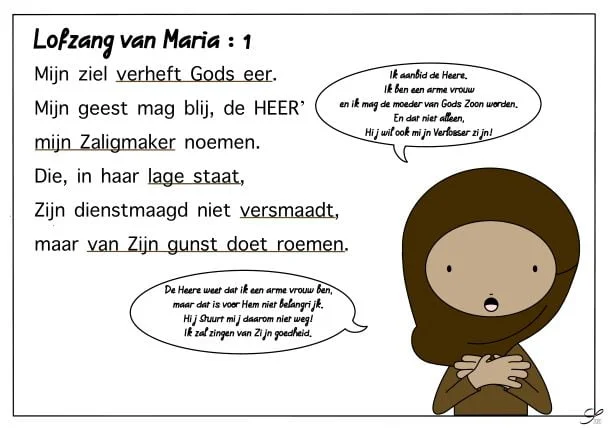 Lofzang van Maria : 1
Mijn ziel verheft Gods eer.
Mijn geest mag blij, de HEER’
mijn Zaligmaker noemen.
Die, in haar lage staat,
Zijn dienstmaagd niet versmaadt,
maar van Zijn gunst doet roemen.
Ik aanbid de Heere.
Ik ben een arme vrouw
en ik mag de moeder van Gods Zoon worden.
En dat niet alleen,
Hij wil ook mijn Verlosser zijn!
De Heere weet dat ik een arme vrouw ben,
maar dat is voor Hem niet belangrijk.
Hij stuurt mij daarom niet weg!
Ik zal zingen van Zijn goedheid.